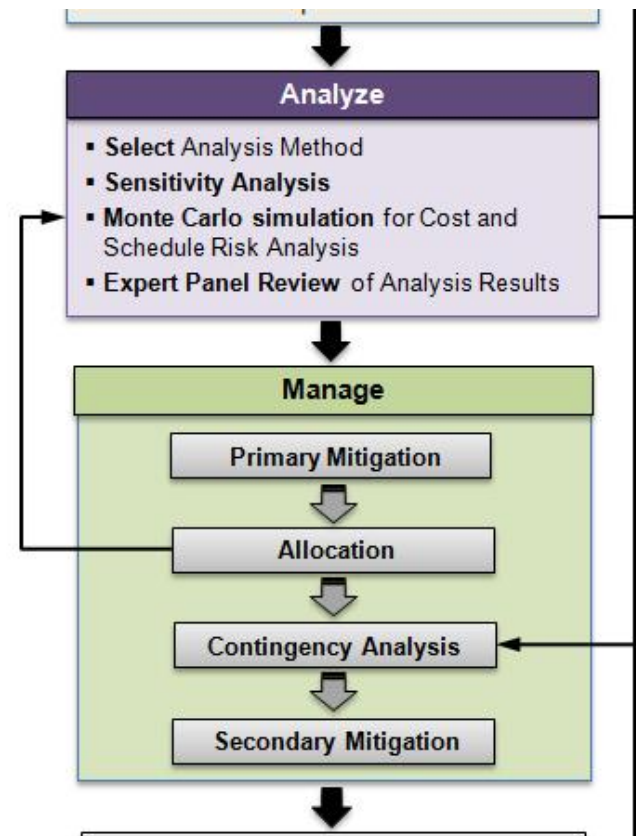 Analyze
▪ Select Analysis Method
▪ Sensitivity Analysis
▪ Monte Carlo simulation for Cost and
Schedule Risk Analysis
▪ Expert Panel Review of Analysis Results
Manage
Primary Mitigation
Allocation
Contingency Analysis
Secondary Mitigation